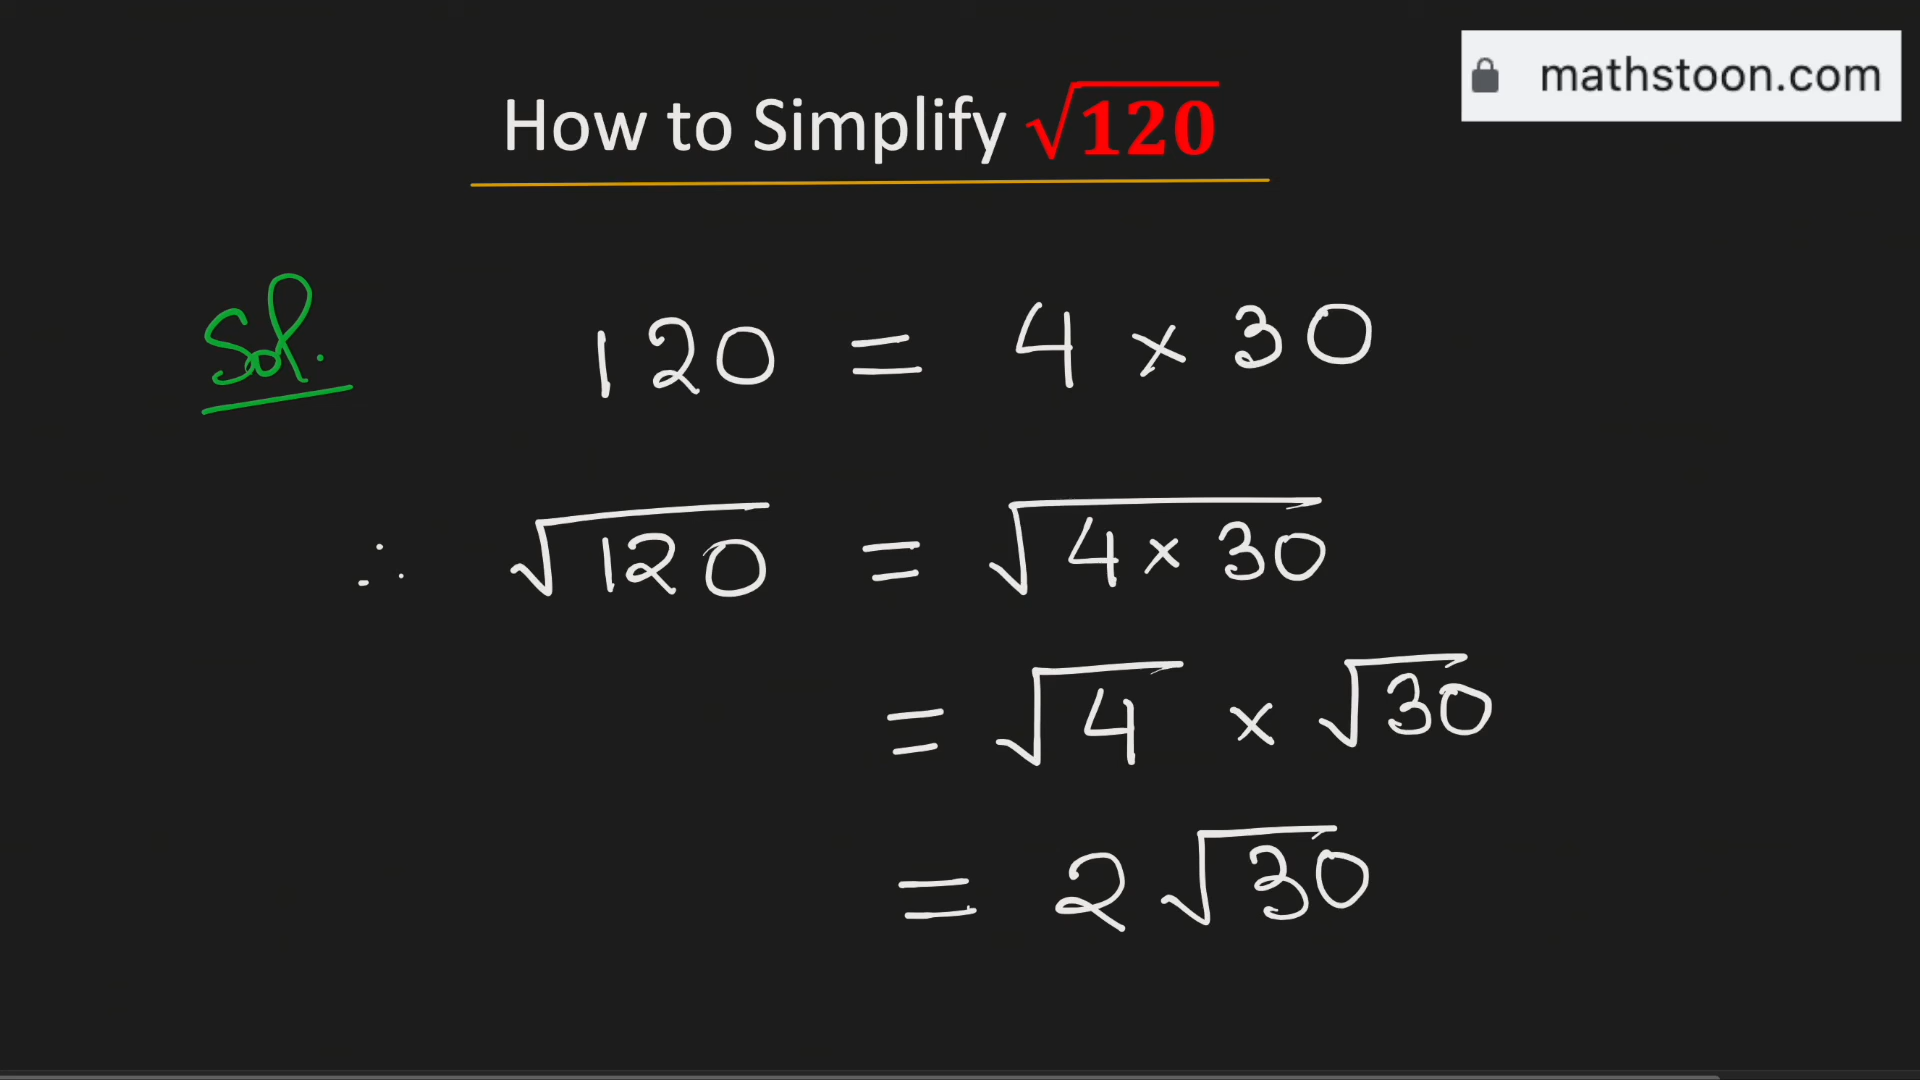 mathstoon.com
How to Simplify √120
Sol.
120 = 4 × 30
∴ √120 = √4 × 30
= √4 × √30
= 2 √30